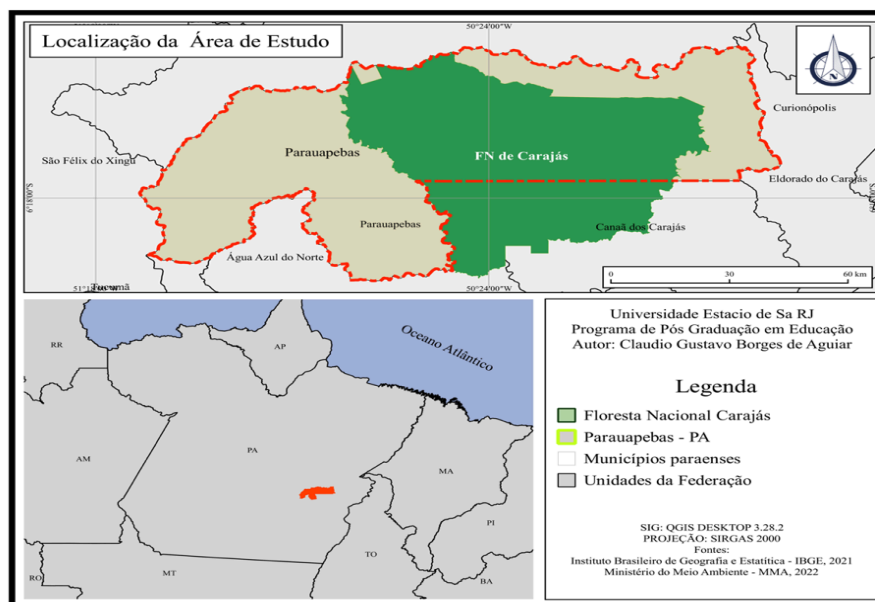 50°24'00"W
Localização da Área de Estudo
N
Curionópolis
Parauapebas
FN de Carajás
São Félix do Xingu
Eldorado do Carajás
6°18'00"S
Parauapebas
Canaã dos Carajás
Água Azul do Norte
0 30 60 km
Tucumã
50°24'00"W
Oceano Atlântico
RR
AP
AM
PA
MA
PI
TO
RO
MT
BA
Universidade Estacio de Sa RJ
Programa de Pós Graduação em Educação
Autor: Claudio Gustavo Borges de Aguiar
Legenda
Floresta Nacional Carajás
Parauapebas - PA
Municípios paraenses
Unidades da Federação
SIG: QGIS DESKTOP 3.28.2
PROJEÇÃO: SIRGAS 2000
Fontes:
Instituto Brasileiro de Geografia e Estatítica - IBGE, 2021
Ministério do Meio Ambiente - MMA, 2022